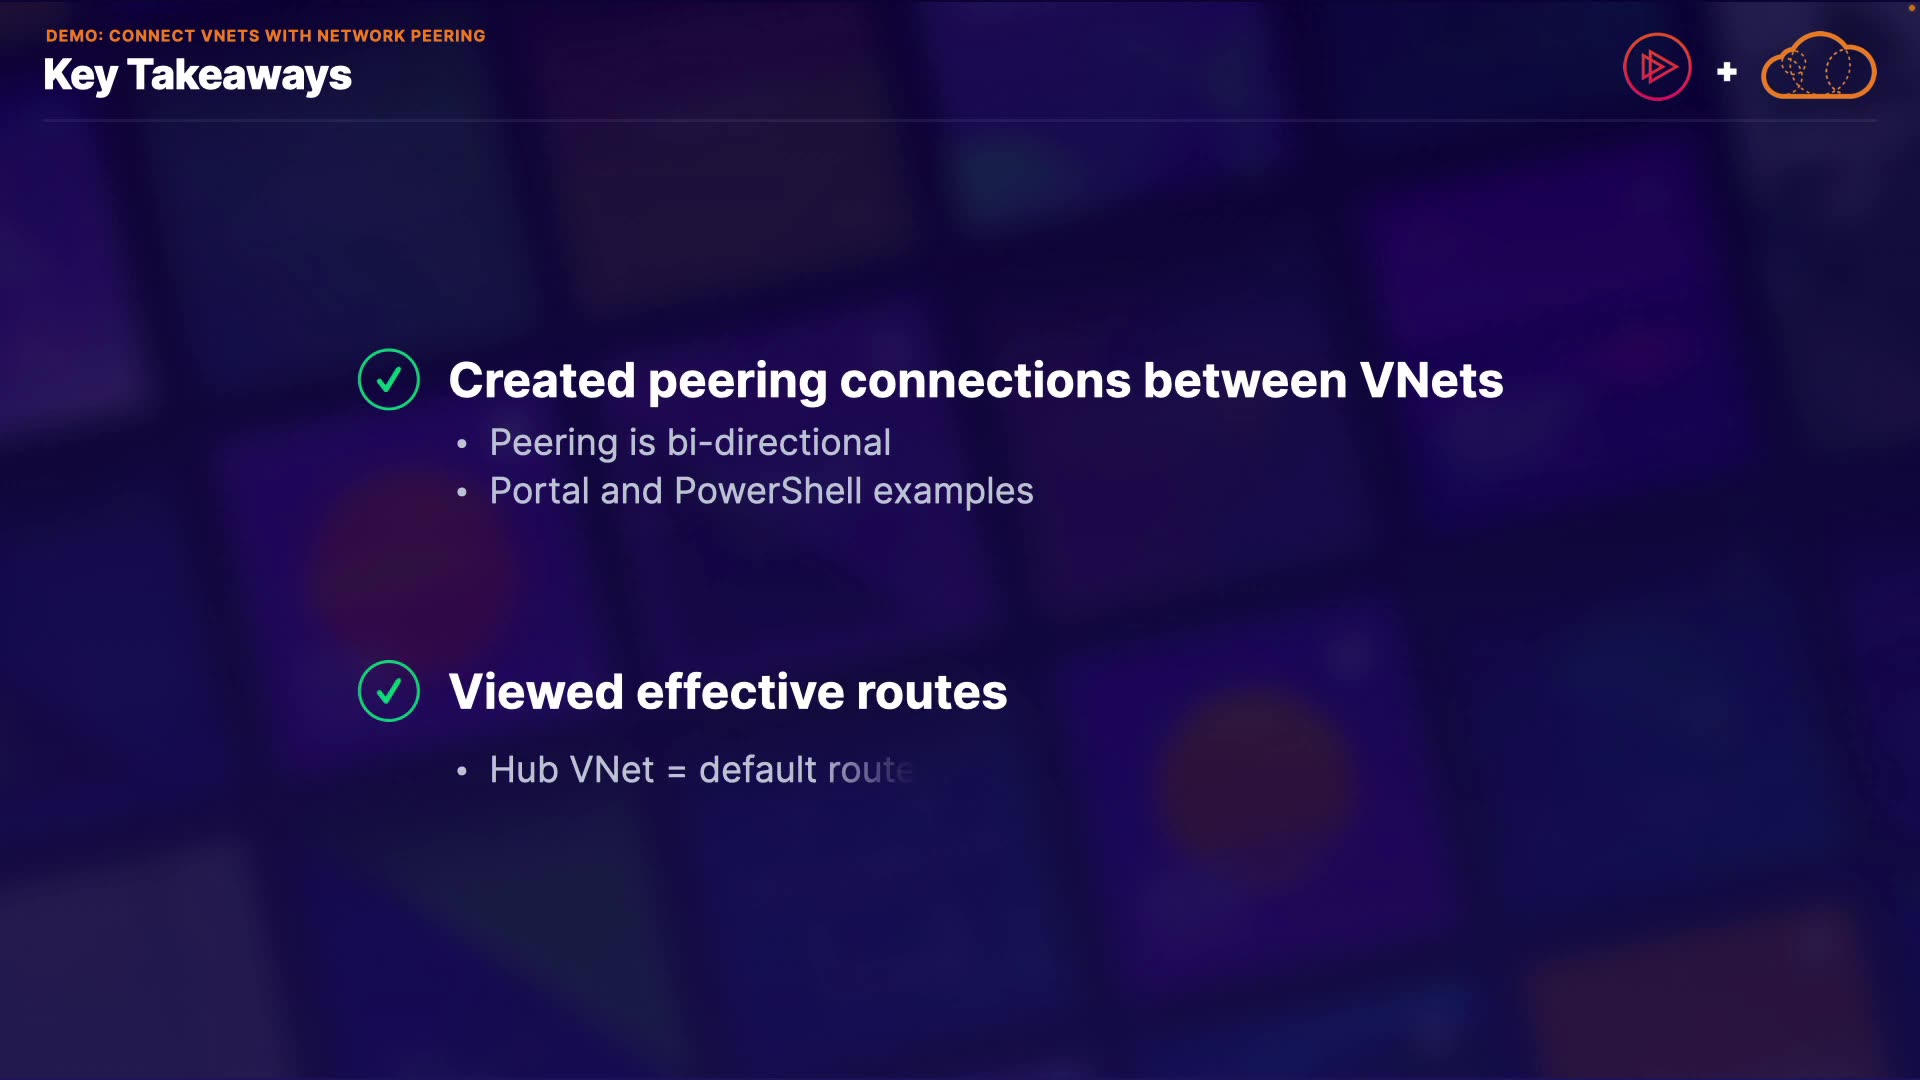 DEMO: CONNECT VNETS WITH NETWORK PEERING
Key Takeaways
+
Created peering connections between VNets
• Peering is bi-directional
• Portal and PowerShell examples
Viewed effective routes
• Hub VNet = default route